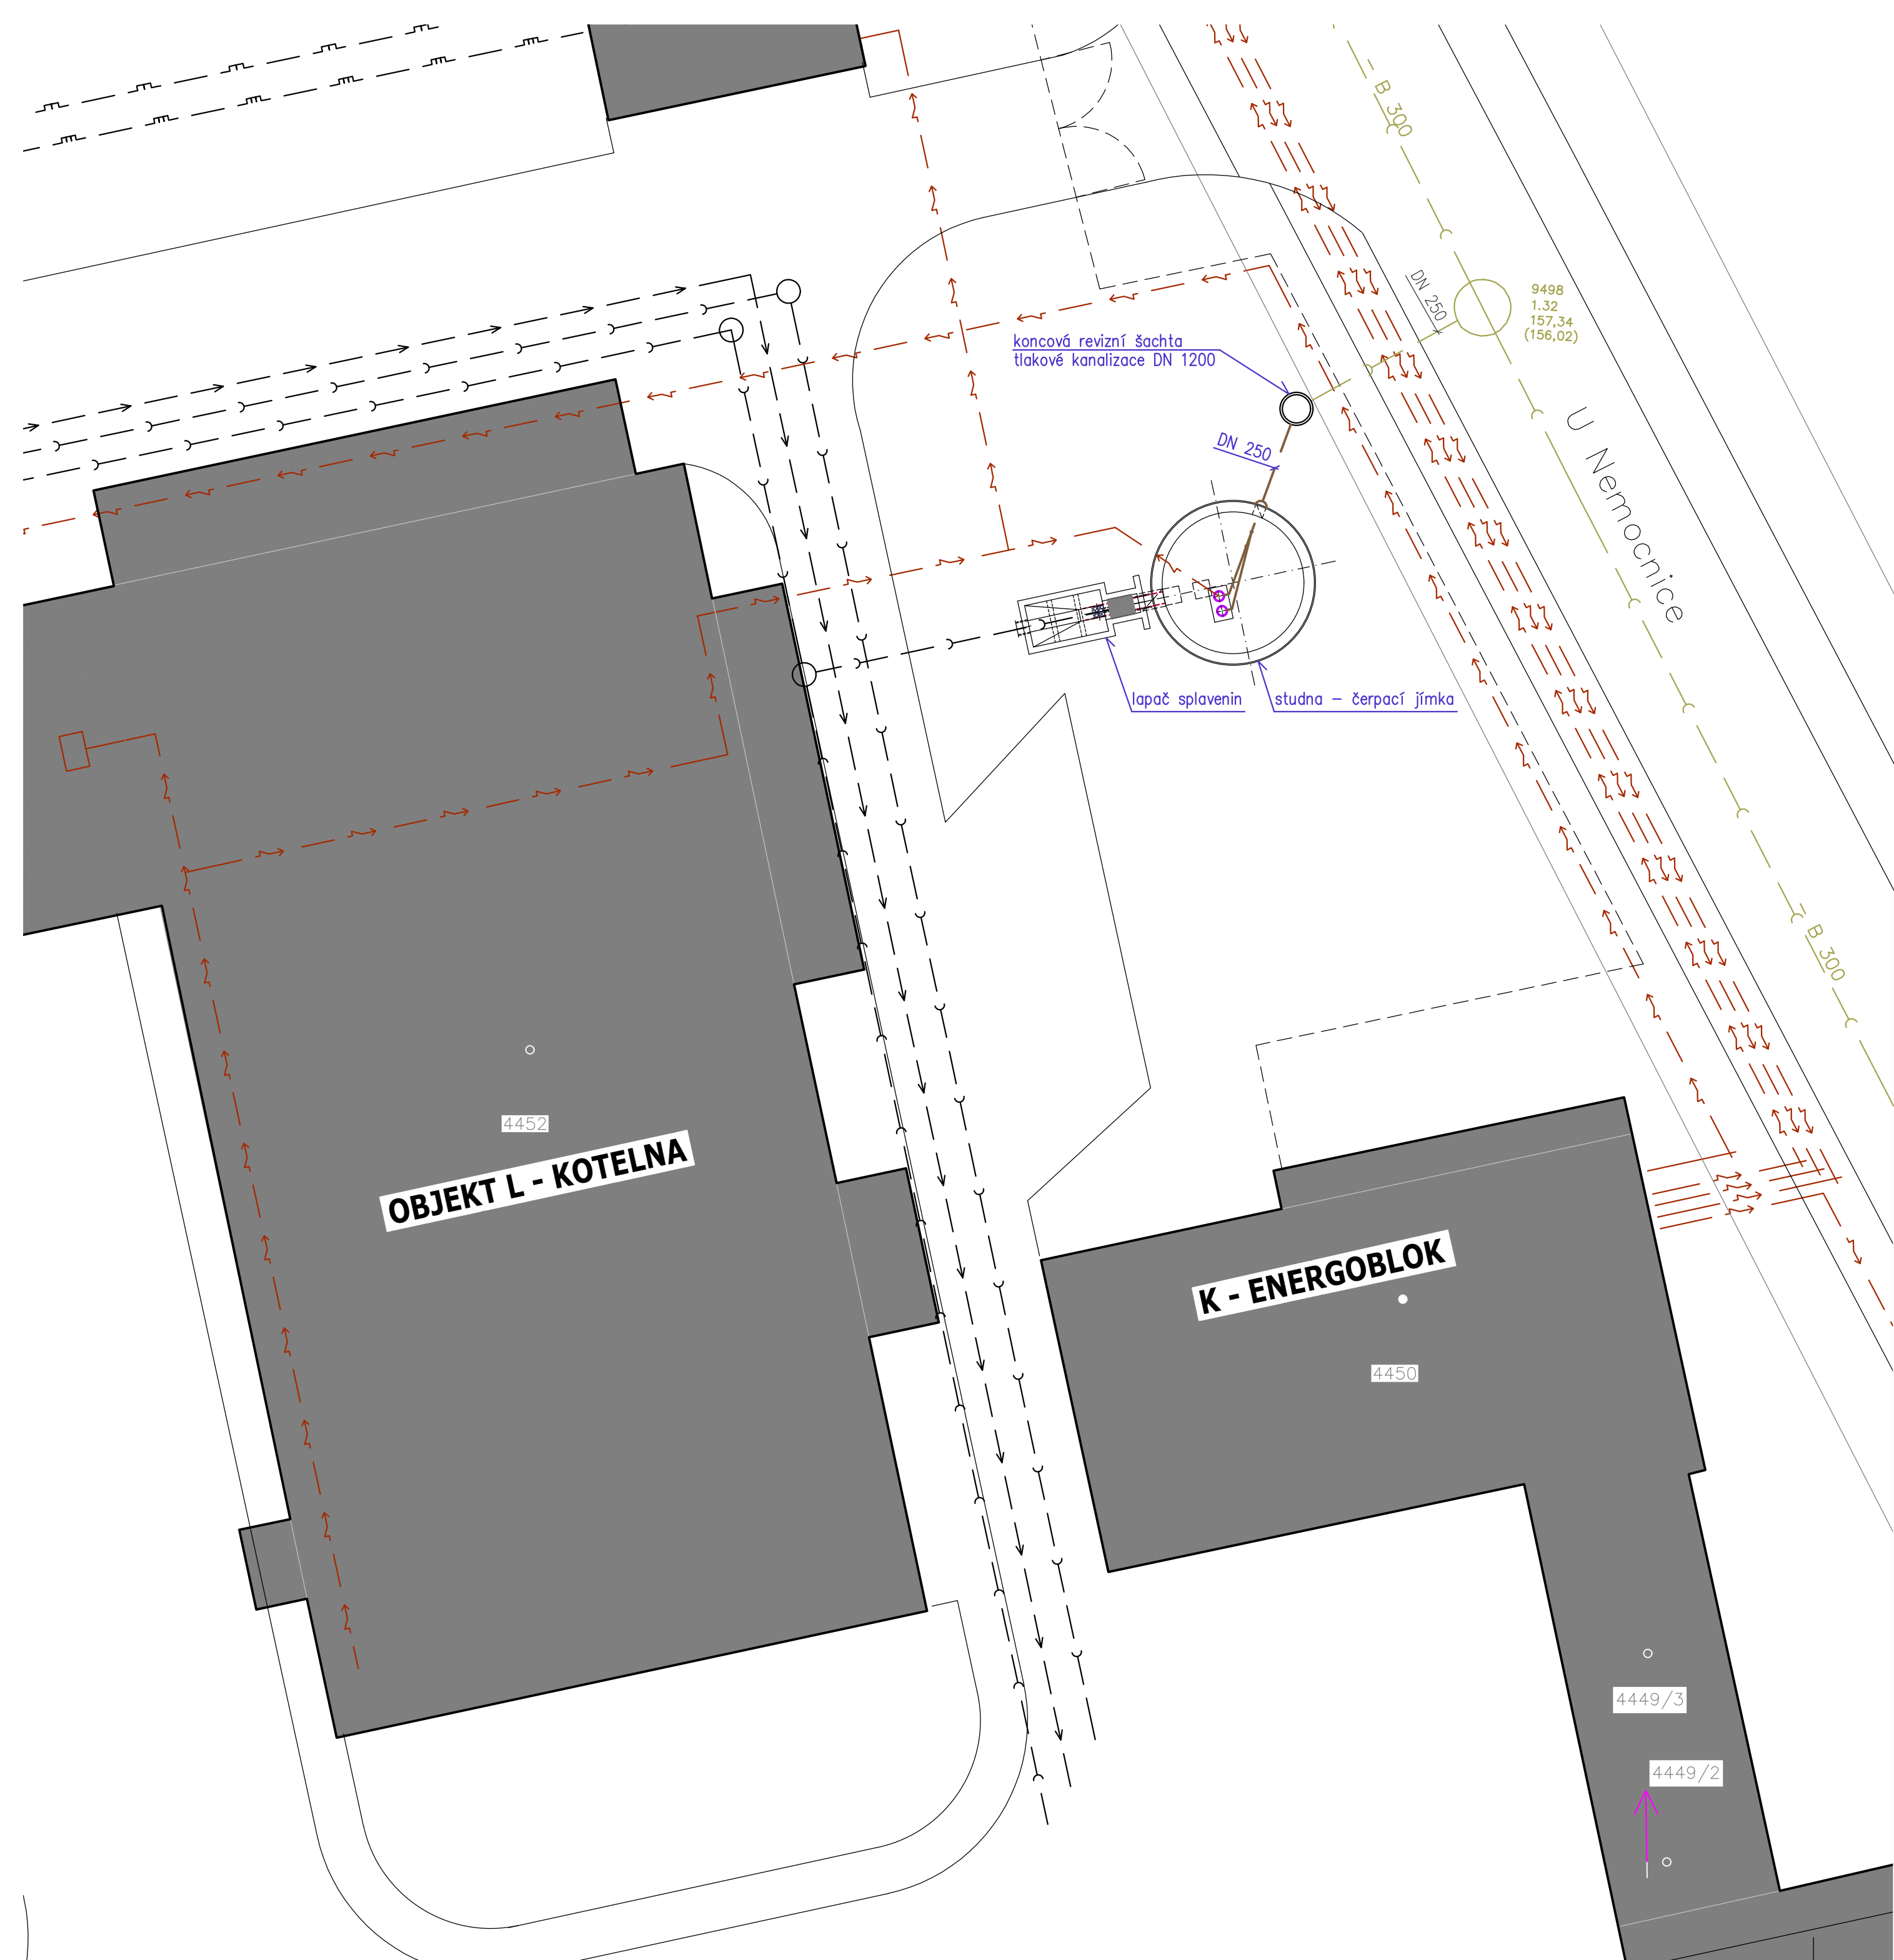 B 300
DN 250
9498
1.32
157,34
(156,02)
koncová revizní šachta
tlakové kanalizace DN 1200
U Nemocnice
DN 250
lapač splavenin
studna – čerpací jímka
B 300
4452
OBJEKT L - KOTELNA
K - ENERGOBLOK
4450
4449/3
4449/2